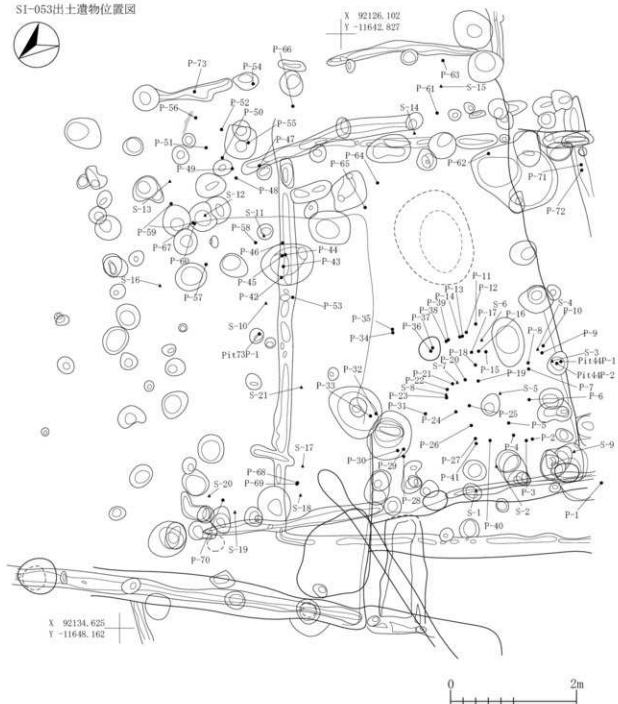 SI-053出土遺物位置図
X 92126.102
Y -11642.827
P-66
P-54
P-73
P-63
S-15
P-61
P-56
P-52
P-50
P-55
P-47
S-14
P-51
P-64
P-62
P-65
P-49
P-48
P-71
P-72
S-12
S-13
S-11
P-59
P-58
P-67
P-60
P-46
P-44
P-43
P-45
P-42
P-57
S-16
P-53
S-10
P-11
P-13
P-12
P-14
S-6
P-39
P-17
P-16
P-38
P-37
S-4
P-10
P-8
P-9
P-35
P-34
P-36
S-3
Pit44P-1
Pit73P-1
P-18
P-20
P-15
P-19
P-7
Pit44P-2
S-7
P-21
P-22
S-8
P-23
S-5
P-6
S-21
P-33
P-32
P-31
P-24
P-25
P-5
P-26
P-4
P-2
S-9
P-30
P-29
P-27
P-41
S-17
P-68
P-69
S-18
S-20
S-19
P-28
S-1
S-2
P-3
P-1
P-40
P-70
X 92134.625
Y -11648.162
0 2m